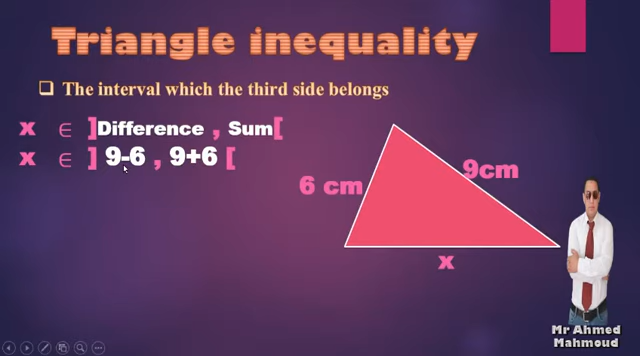 Triangle inequality
The interval which the third side belongs
x ∈ ]Difference , Sum[
x ∈ ] 9-6 , 9+6 [
6 cm
9cm
x
Mr Ahmed
Mahmoud